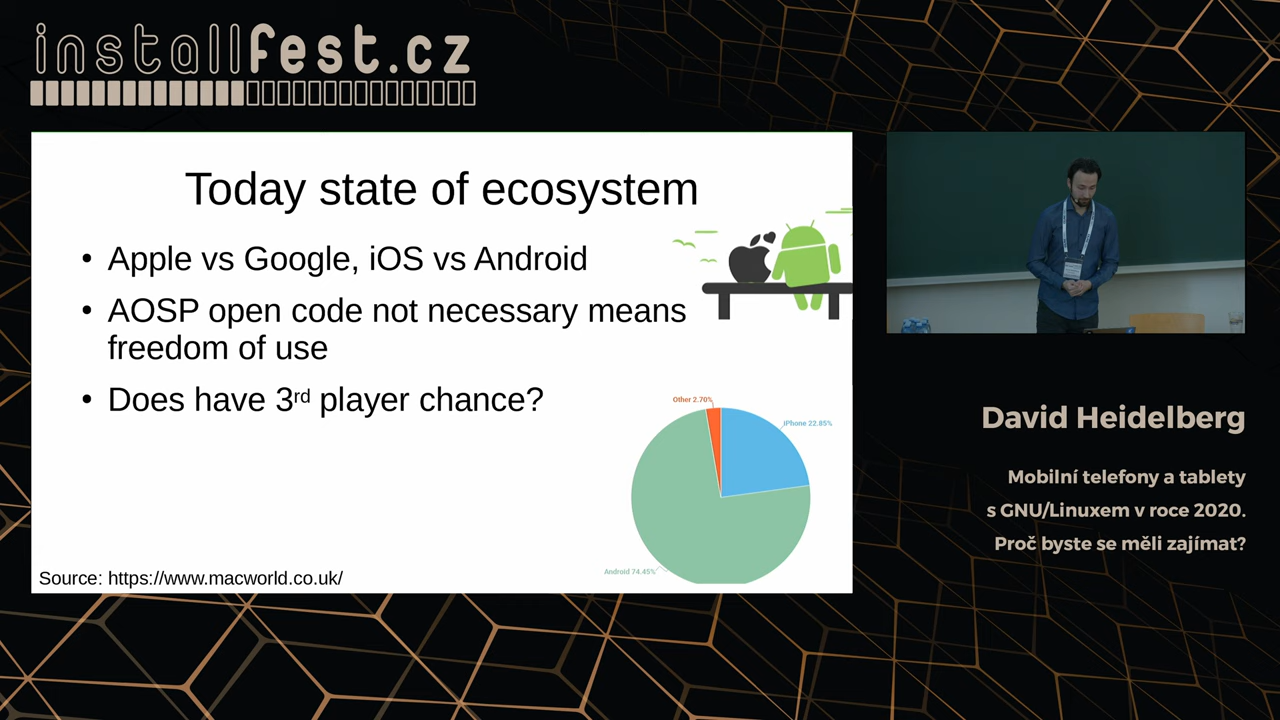 installfest.cz
Today state of ecosystem
• Apple vs Google, iOS vs Android
• AOSP open code not necessary means
freedom of use
• Does have 3rd player chance?
Other 2.70%
iPhone 22.85%
Android 74.45%
Source: https://www.macworld.co.uk/
David Heidelberg
Mobilní telefony a tablety
s GNU/Linuxem v roce 2020.
Proč byste se měli zajímat?